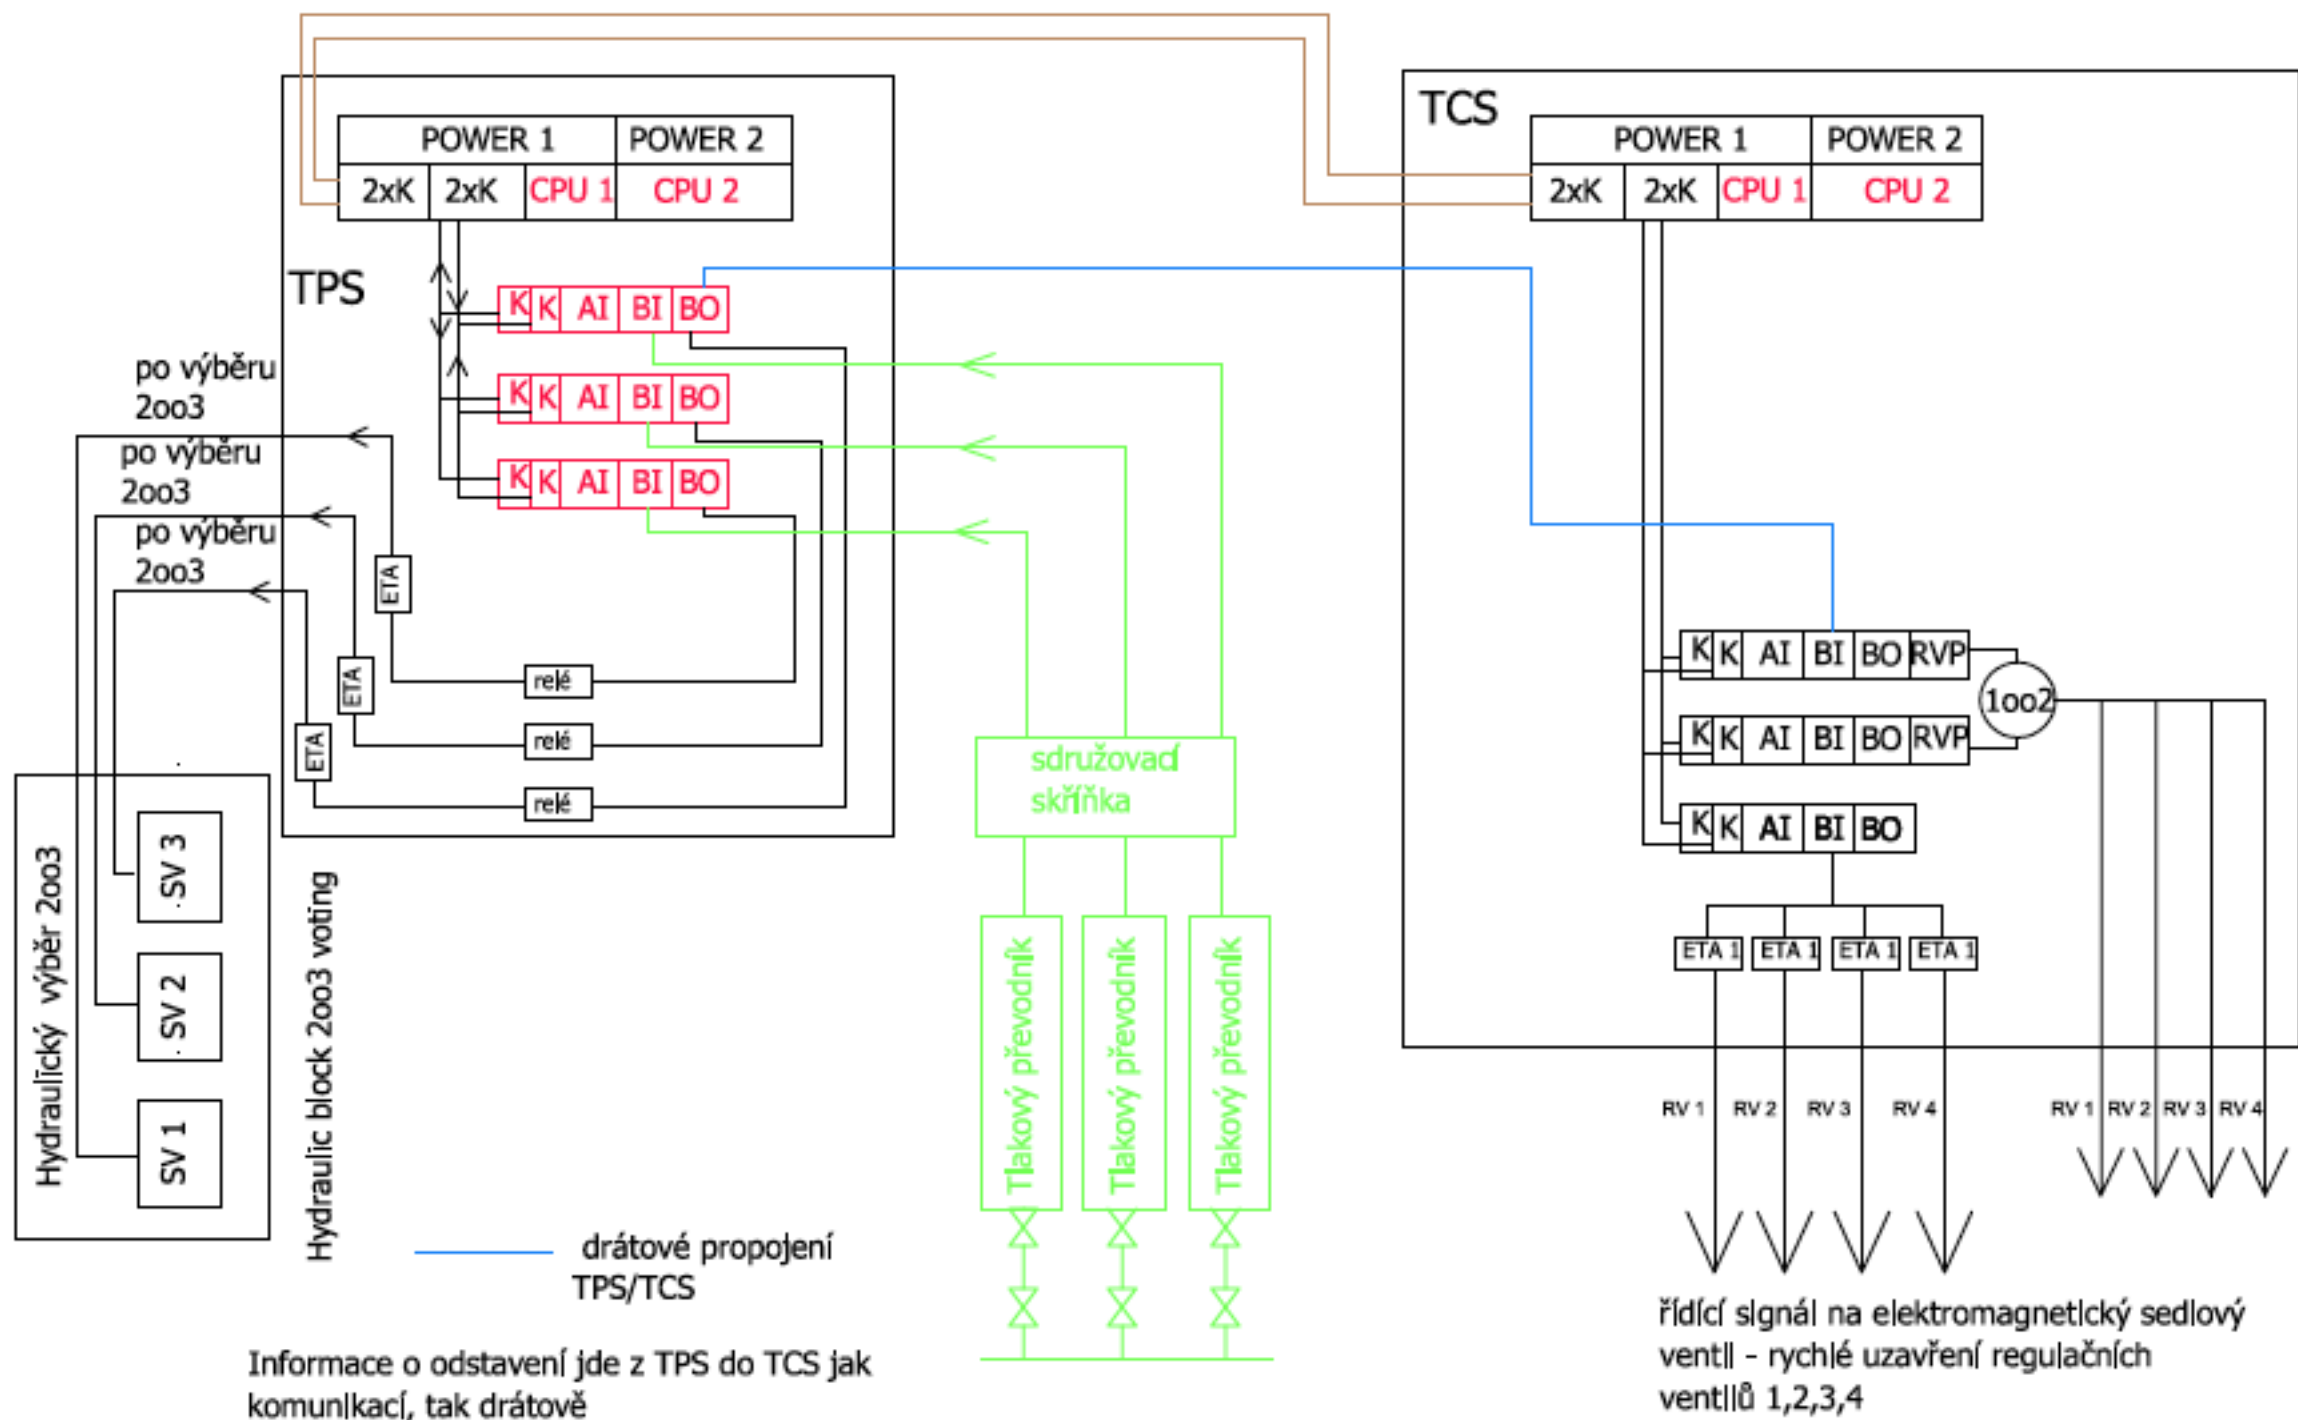 TPS
POWER 1
POWER 2
2xK
2xK
CPU 1
CPU 2
K
K
AI
BI
BO
K
K
AI
BI
BO
K
K
AI
BI
BO
po výběru
2oo3
po výběru
2oo3
po výběru
2oo3
ETA
ETA
ETA
relé
relé
relé
Hydraulický výběr 2oo3
SV 3
SV 2
SV 1
Hydraulic block 2oo3 voting
sdružovací
skříňka
Tlakový převodník
Tlakový převodník
Tlakový převodník
drátové propojení
TPS/TCS
Informace o odstavení jde z TPS do TCS jak
komunikací, tak drátově
TCS
POWER 1
POWER 2
2xK
2xK
CPU 1
CPU 2
K
K
AI
BI
BO
RVP
K
K
AI
BI
BO
RVP
1oo2
K
K
AI
BI
BO
ETA 1
ETA 1
ETA 1
ETA 1
RV 1
RV 2
RV 3
RV 4
RV 1
RV 2
RV 3
RV 4
řídící signál na elektromagnetický sedlový
ventil - rychlé uzavření regulačních
ventilů 1,2,3,4